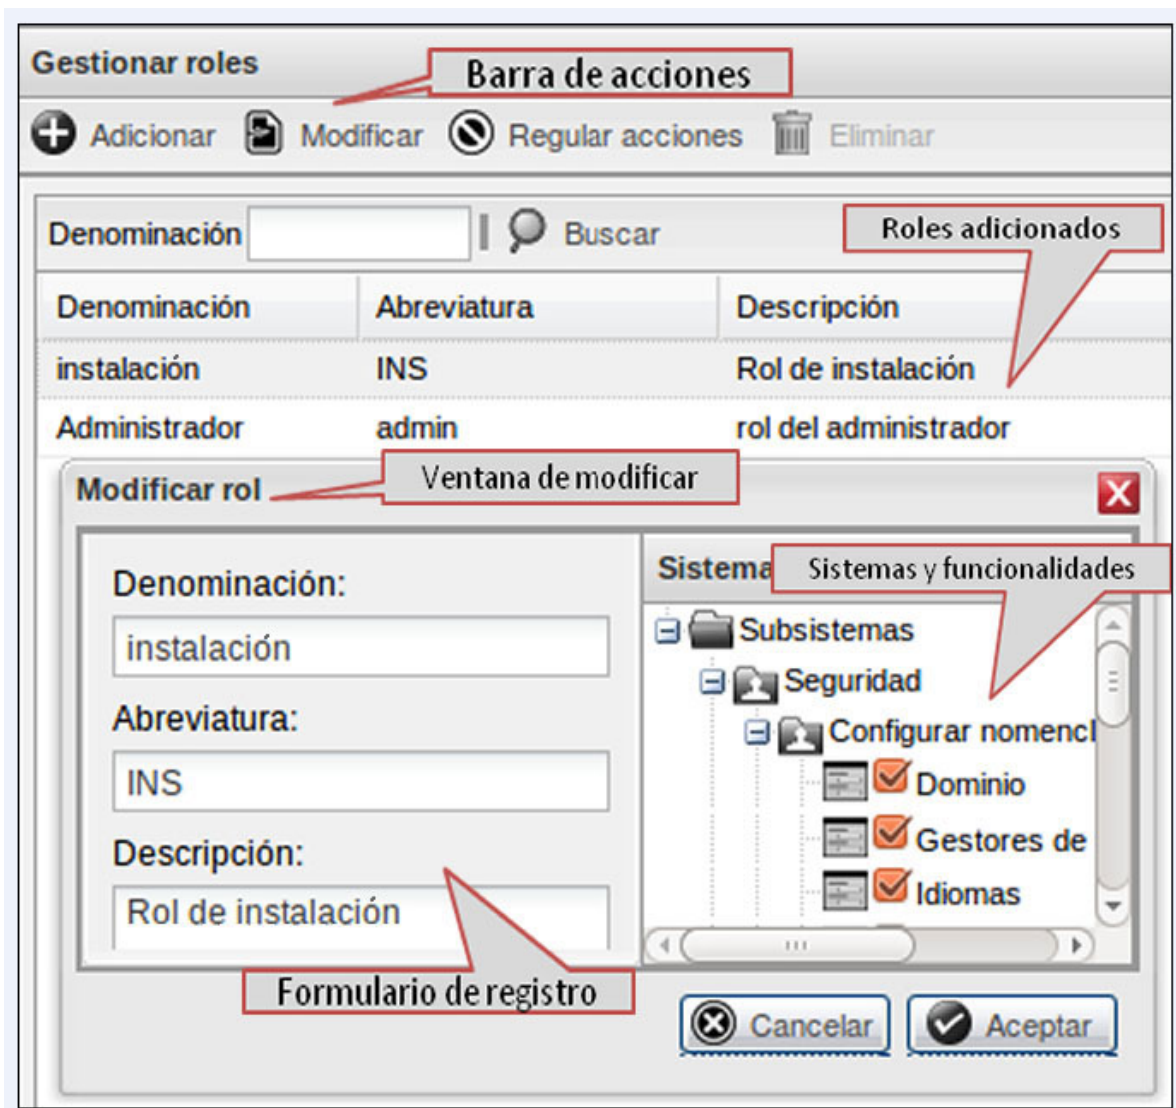 Gestionar roles
Barra de acciones
Adicionar Modificar Regular acciones Eliminar
Denominación Buscar
Roles adicionados
Denominación Abreviatura Descripción
instalación INS Rol de instalación
Administrador admin rol del administrador
Modificar rol
Ventana de modificar
Denominación:
instalación
Abreviatura:
INS
Descripción:
Rol de instalación
Formulario de registro
Sistemas y funcionalidades
Subsistemas
Seguridad
Configurar
Dominio
Gestores de
Idiomas
Cancelar Aceptar